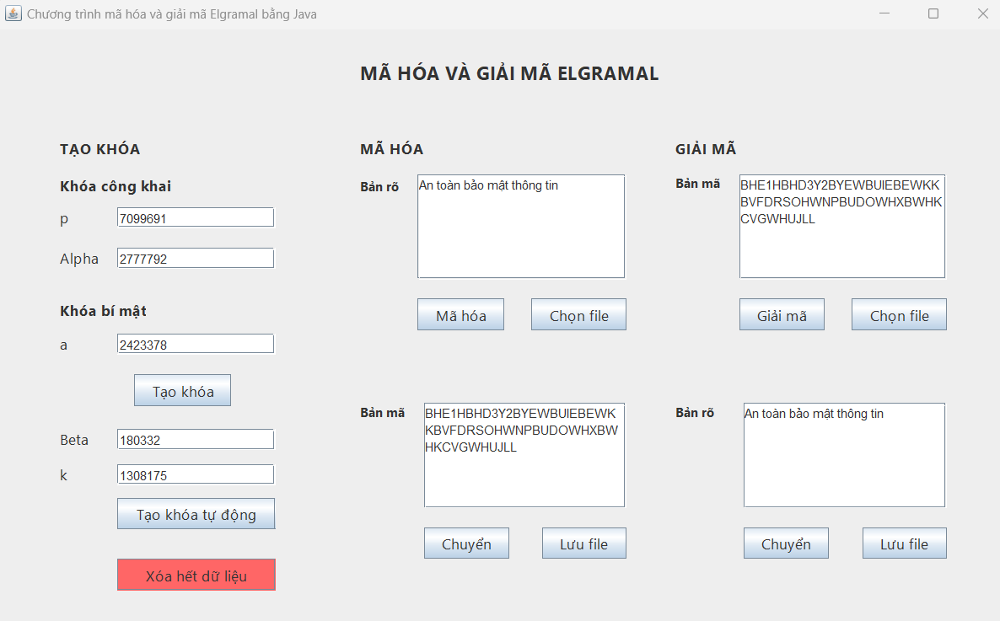 Chương trình mã hóa và giải mã Elgramal bằng Java
MÃ HÓA VÀ GIẢI MÃ ELGRAMAL
TẠO KHÓA
Khóa công khai
p
7099691
Alpha
2777792
Khóa bí mật
a
2423378
Tạo khóa
Beta
180332
k
1308175
Tạo khóa tự động
Xóa hết dữ liệu
MÃ HÓA
Bản rõ
An toàn bảo mật thông tin
Mã hóa
Chọn file
Bản mã
BHE1HBHD3Y2BYEWBUIEBEWK
KBVFDRSOHWNPBUDOWHXBW
HKCVGWHUJLL
Chuyển
Lưu file
GIẢI MÃ
Bản mã
BHE1HBHD3Y2BYEWBUIEBEWKK
BVFDRSOHWNPBUDOWHXBWHK
CVGWHUJLL
Giải mã
Chọn file
Bản rõ
An toàn bảo mật thông tin
Chuyển
Lưu file